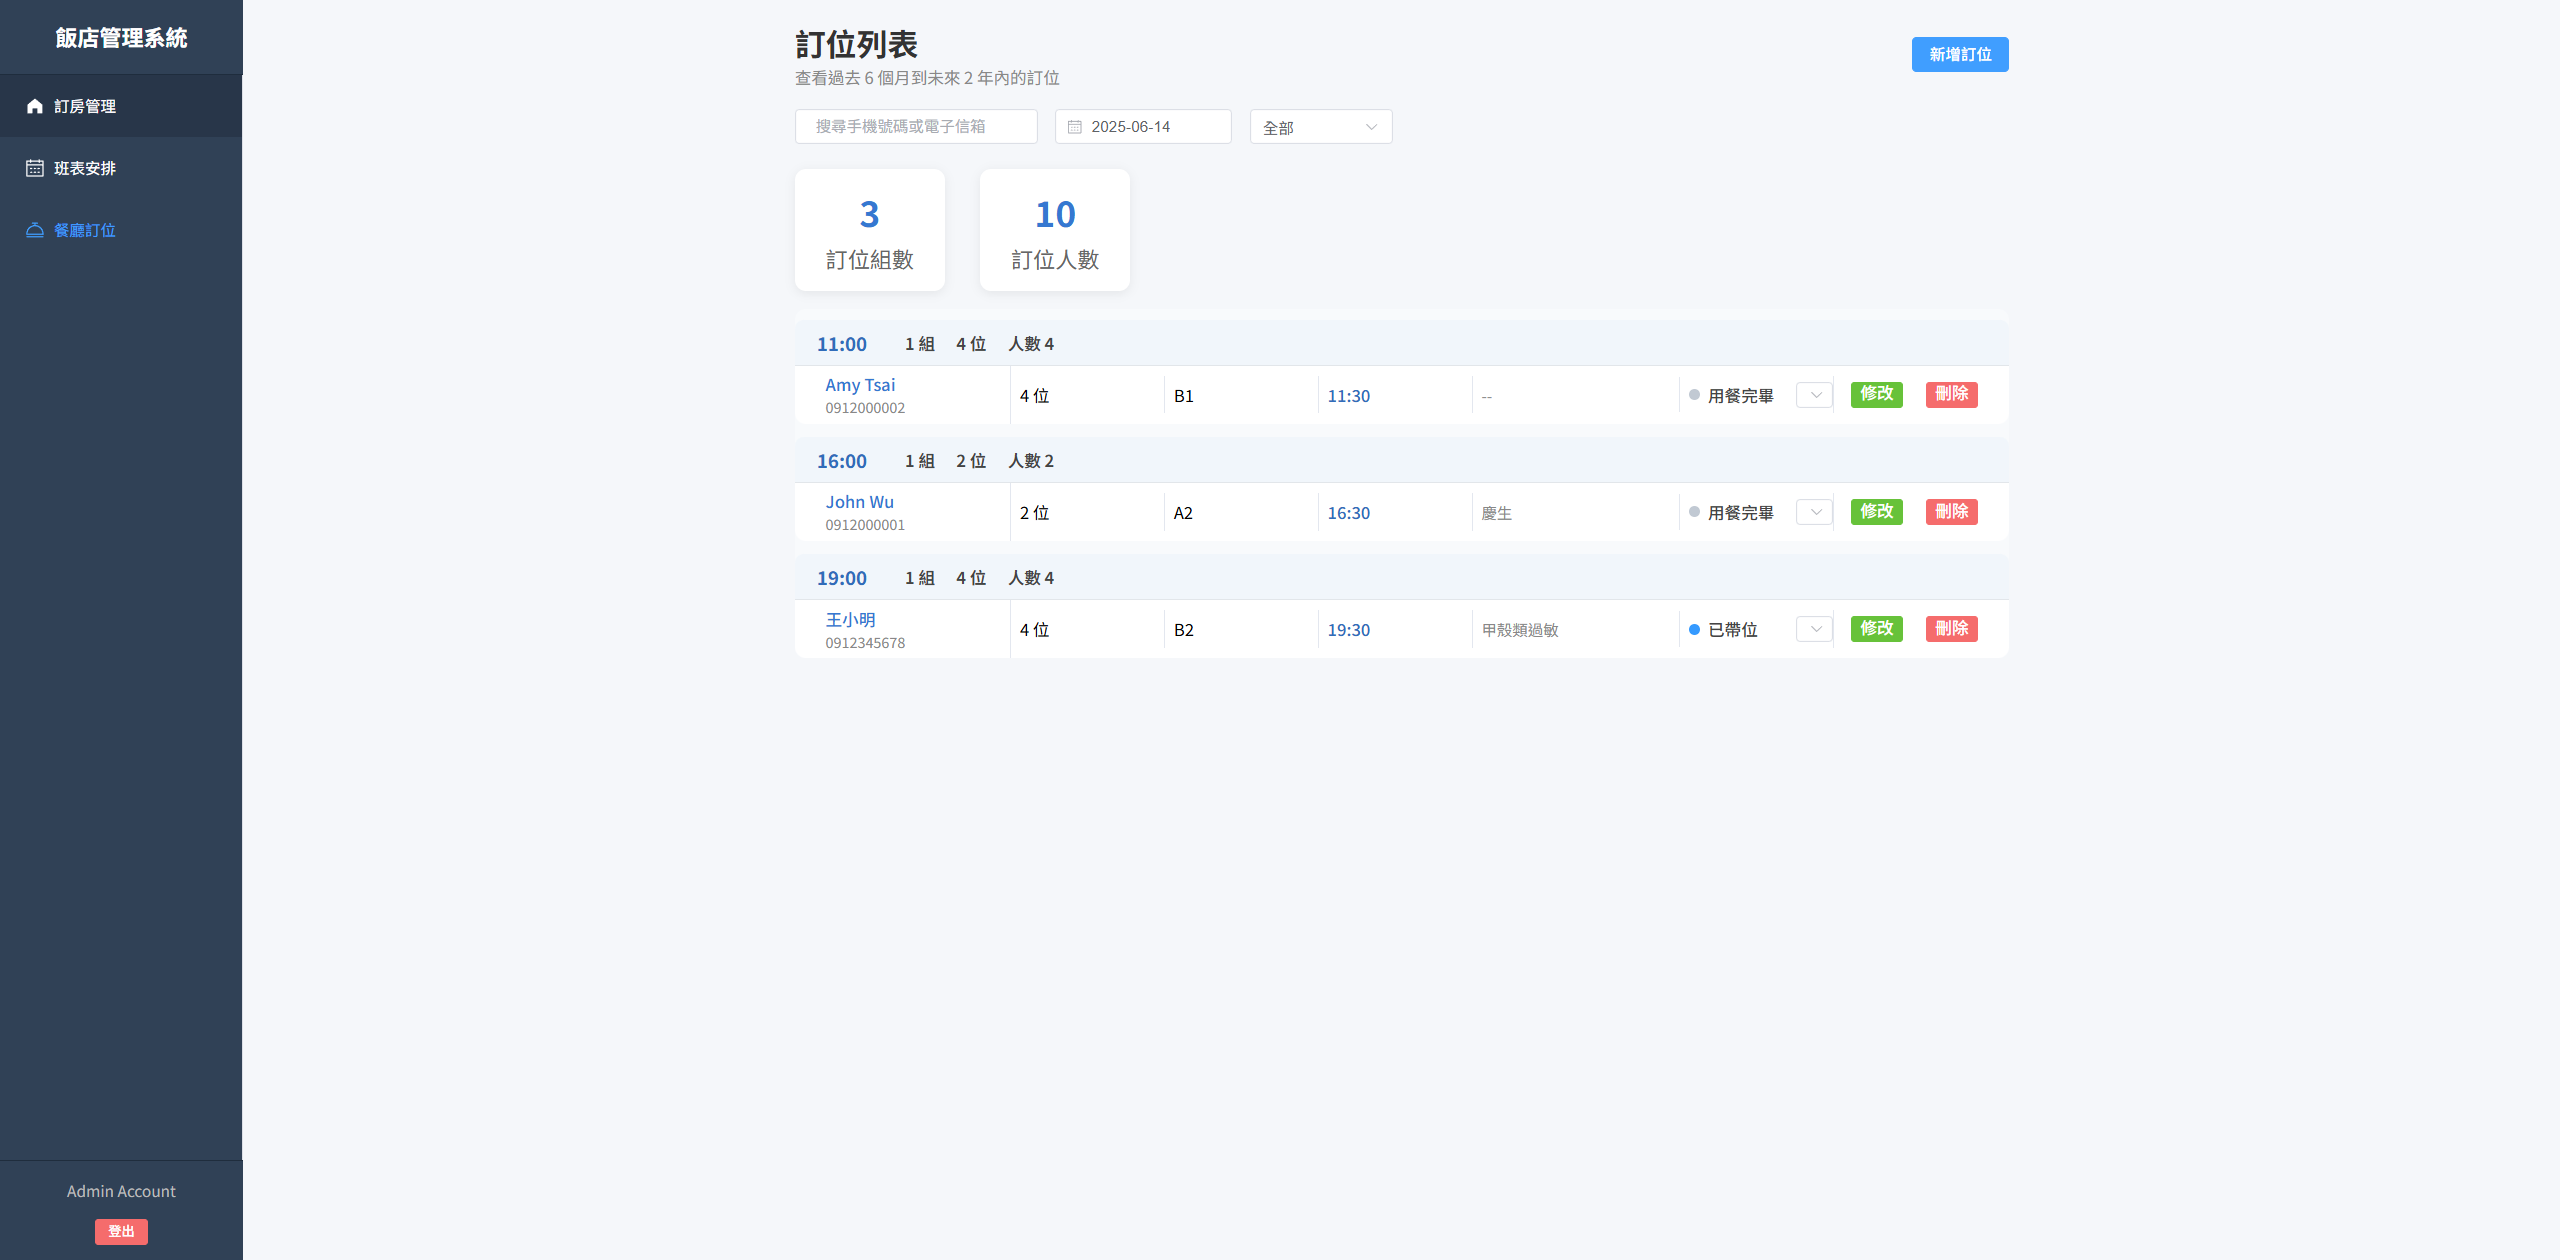 飯店管理系統
訂房管理
班表安排
餐廳訂位
Admin Account
登出
訂位列表
查看過去 6 個月到未來 2 年內的訂位
新增訂位
搜尋手機號碼或電子信箱 2025-06-14 全部
3
訂位組數
10
訂位人數
11:00 1 組 4 位 人數 4
Amy Tsai
0912000002
4 位 B1 11:30 -- 用餐完畢 修改 刪除
16:00 1 組 2 位 人數 2
John Wu
0912000001
2 位 A2 16:30 慶生 用餐完畢 修改 刪除
19:00 1 組 4 位 人數 4
王小明
0912345678
4 位 B2 19:30 甲殼類過敏 已帶位 修改 刪除